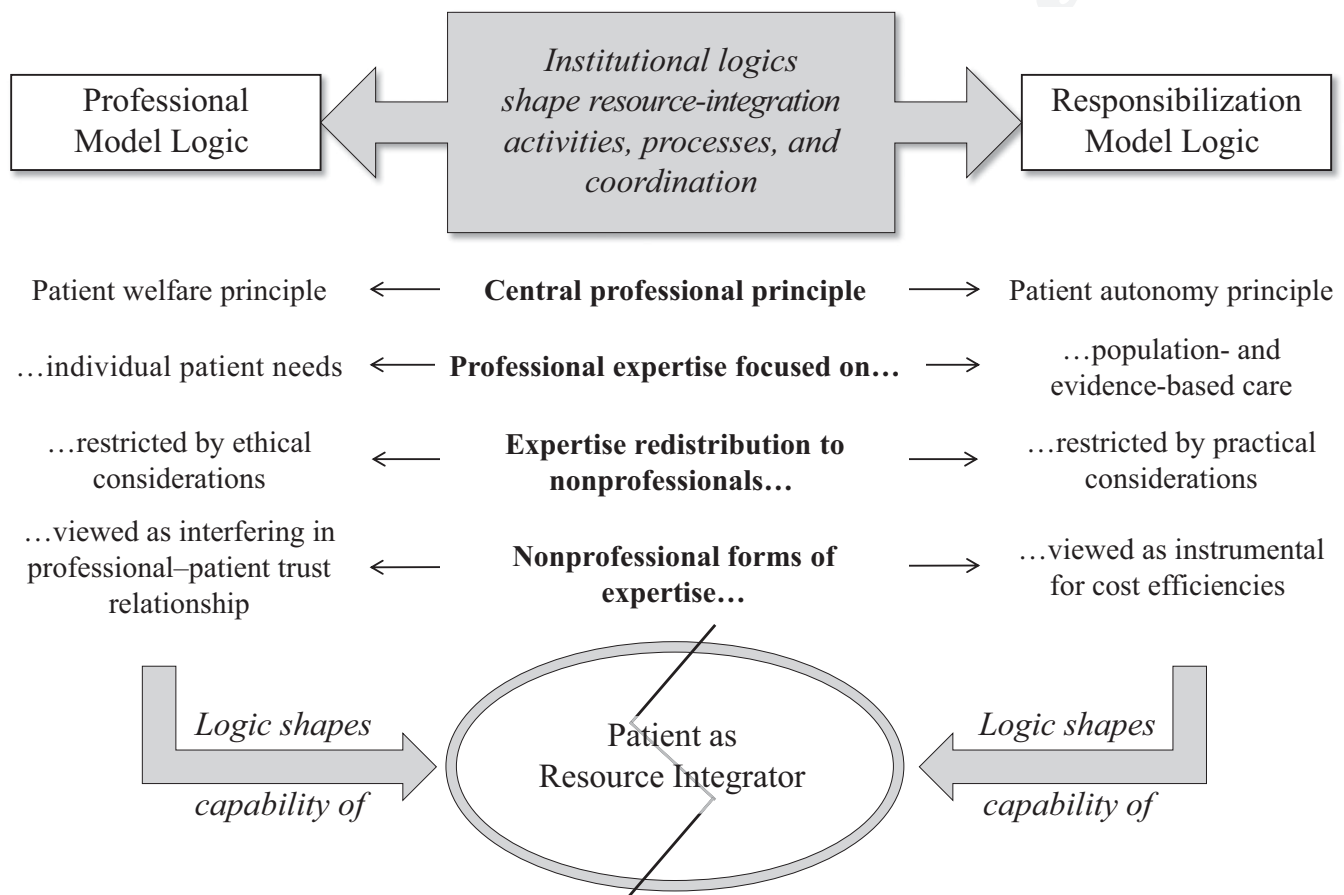 Professional
Model Logic
Institutional logics
shape resource-integration
activities, processes, and
coordination
Responsibilization
Model Logic
Patient welfare principle
Central professional principle
Patient autonomy principle
…individual patient needs
Professional expertise focused on…
…population- and
evidence-based care
…restricted by ethical
considerations
Expertise redistribution to
nonprofessionals…
…restricted by practical
considerations
…viewed as interfering in
professional–patient trust
relationship
Nonprofessional forms of
expertise…
…viewed as instrumental
for cost efficiencies
Logic shapes
capability of
Patient as
Resource Integrator
Logic shapes
capability of